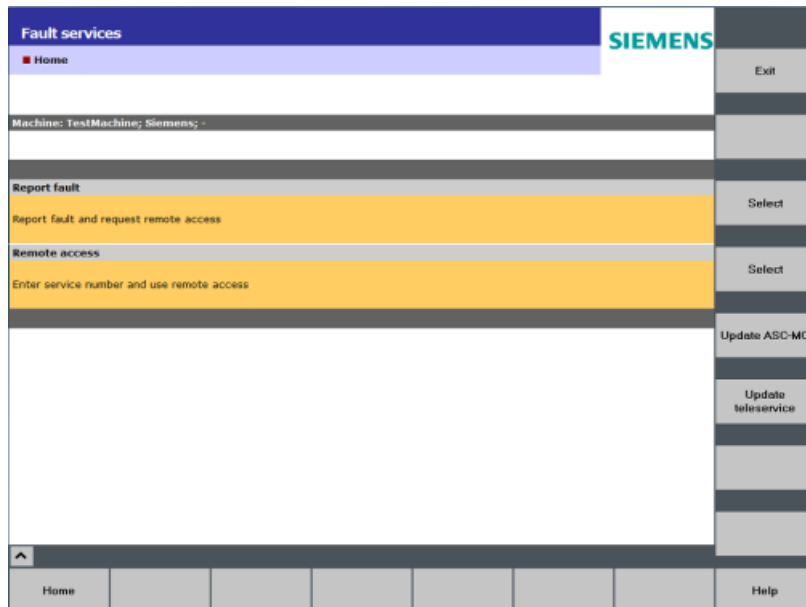 Fault services
SIEMENS
Home
Exit
Machine: TestMachine; Siemens; -
Report fault
Report fault and request remote access
Select
Remote access
Enter service number and use remote access
Select
Update ASC-MC
Update
teleservice
Home
Help